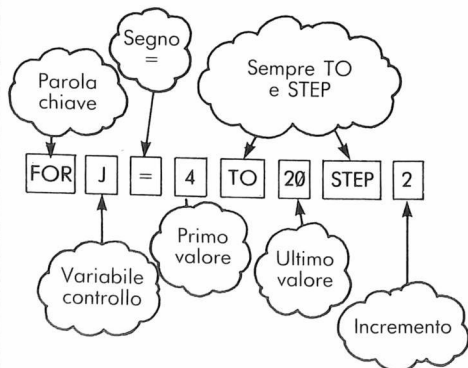 Segno
=
Parola
chiave
Sempre TO
e STEP
FOR J = 4 TO 20 STEP 2
Variabile
controllo
Primo
valore
Ultimo
valore
Incremento